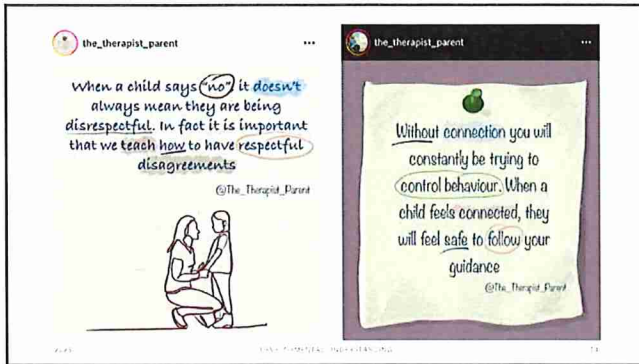 the_therapist_parent
When a child says "no", it doesn't
always mean they are being
disrespectful. In fact it is important
that we teach how to have respectful
disagreements
@The_Therapist_Parent
the_therapist_parent
Without connection you will
constantly be trying to
control behaviour. When a
child feels connected, they
will feel safe to follow your
guidance
@The_Therapist_Parent